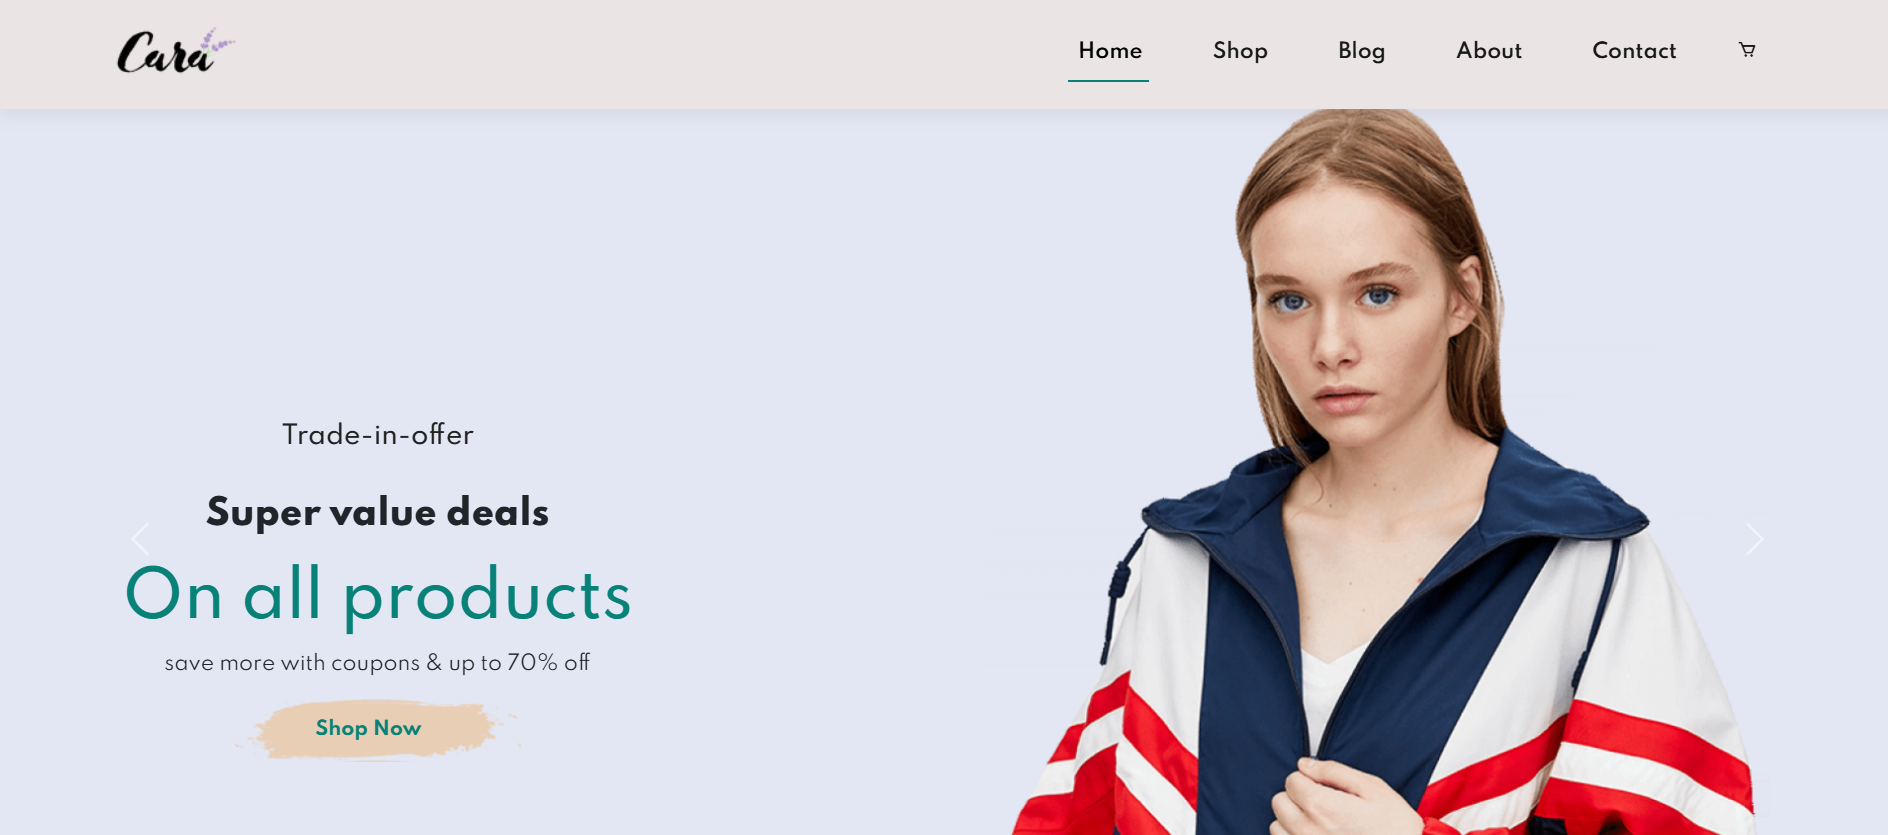 Cara
Home Shop Blog About Contact
Trade-in-offer
Super value deals
On all products
save more with coupons & up to 70% off
Shop Now